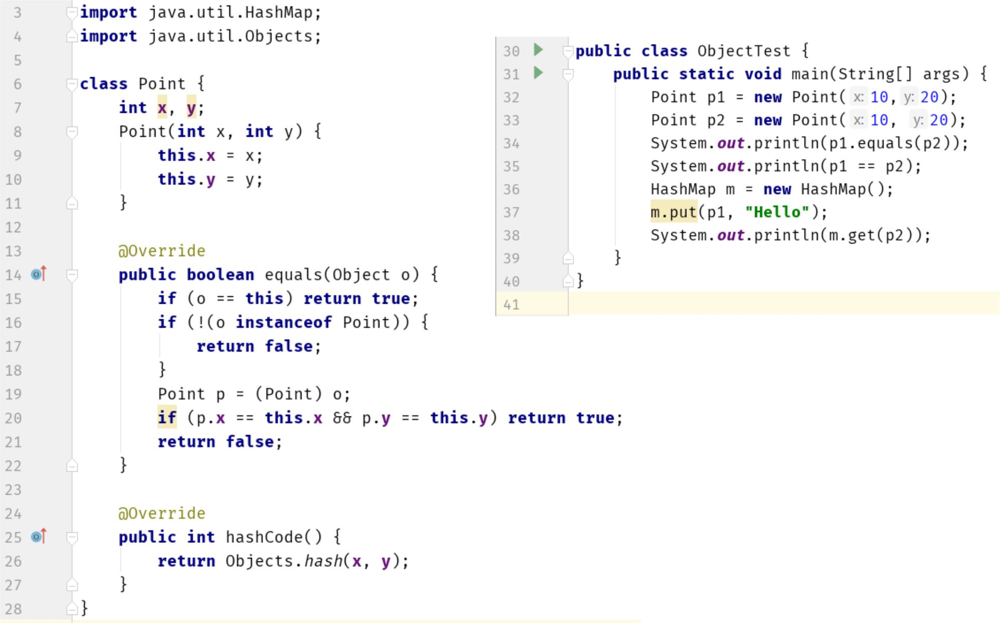 3 import java.util.HashMap;
4 import java.util.Objects;
5
6 class Point {
7 int x, y;
8 Point(int x, int y) {
9 this.x = x;
10 this.y = y;
11 }
12
13 @Override
14 public boolean equals(Object o) {
15 if (o == this) return true;
16 if (!(o instanceof Point)) {
17 return false;
18 }
19 Point p = (Point) o;
20 if (p.x == this.x && p.y == this.y) return true;
21 return false;
22 }
23
24 @Override
25 public int hashCode() {
26 return Objects.hash(x, y);
27 }
28 }
30 public class ObjectTest {
31 public static void main(String[] args) {
32 Point p1 = new Point( x: 10, y: 20);
33 Point p2 = new Point( x: 10, y: 20);
34 System.out.println(p1.equals(p2));
35 System.out.println(p1 == p2);
36 HashMap m = new HashMap();
37 m.put(p1, "Hello");
38 System.out.println(m.get(p2));
39 }
40 }
41